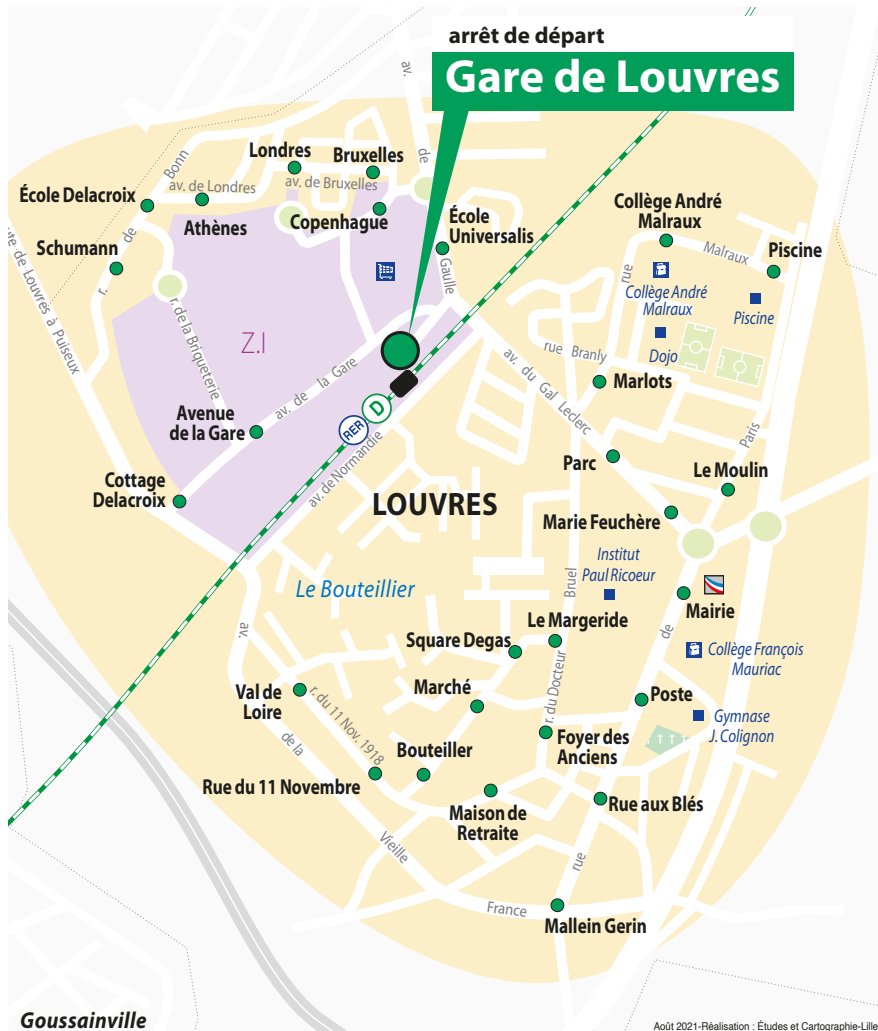 arrêt de départ
Gare de Louvres
av.
de
Gaulle
Londres
Bruxelles
Bonn
av. de Londres
av. de Bruxelles
École Delacroix
Athènes
Copenhague
École
Universalis
Collège André
Malraux
Malraux
Piscine
Schumann
r. de
rue
Collège André
Malraux
Piscine
Dojo
te de Louvres à Puiseux
r. de la Briqueterie
Z.I
av. de la Gare
rue Branly
av. du Gal Leclerc
Marlots
Avenue
de la Gare
RER
D
av. de Normandie
Paris
Parc
Le Moulin
Cottage
Delacroix
LOUVRES
Marie Feuchère
Institut
Paul Ricoeur
Le Bouteillier
Bruel
Mairie
de
av.
Le Margeride
Square Degas
Collège François
Mauriac
Val de
Loire
r. du 11 Nov. 1918
Marché
r. du Docteur
Poste
Gymnase
J. Colignon
de la
Bouteiller
Foyer des
Anciens
Rue du 11 Novembre
Maison de
Retraite
Rue aux Blés
Vieille
rue
France
Mallein Gerin
Goussainville
Août 2021-Réalisation : Études et Cartographie-Lille